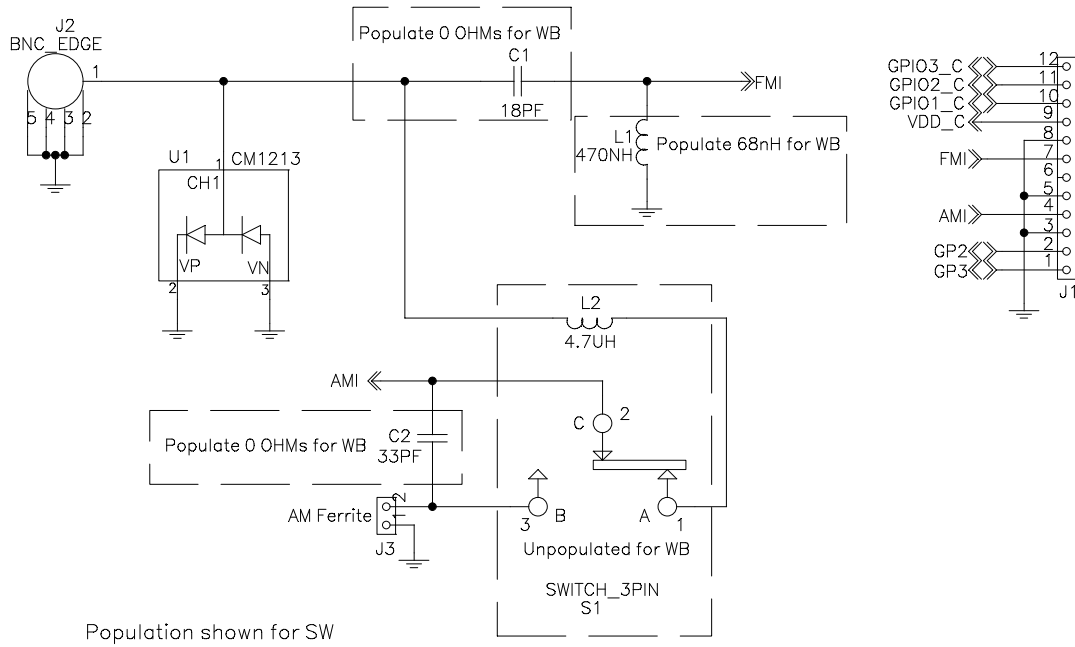 J2
BNC_EDGE
1
5 4 3 2
Populate 0 OHMs for WB
C1
18PF
FMI
L1
470NH
Populate 68nH for WB
U1
1
CM1213
CH1
VP
VN
2
3
L2
4.7UH
AMI
C
2
Populate 0 OHMs for WB
C2
33PF
AM Ferrite
1 2
J3
3
B
A
1
Unpopulated for WB
SWITCH_3PIN
S1
Population shown for SW
GPIO3_C
12
GPIO2_C
11
GPIO1_C
10
VDD_C
9
8
FMI
7
6
5
AMI
4
3
GP2
2
GP3
1
J1